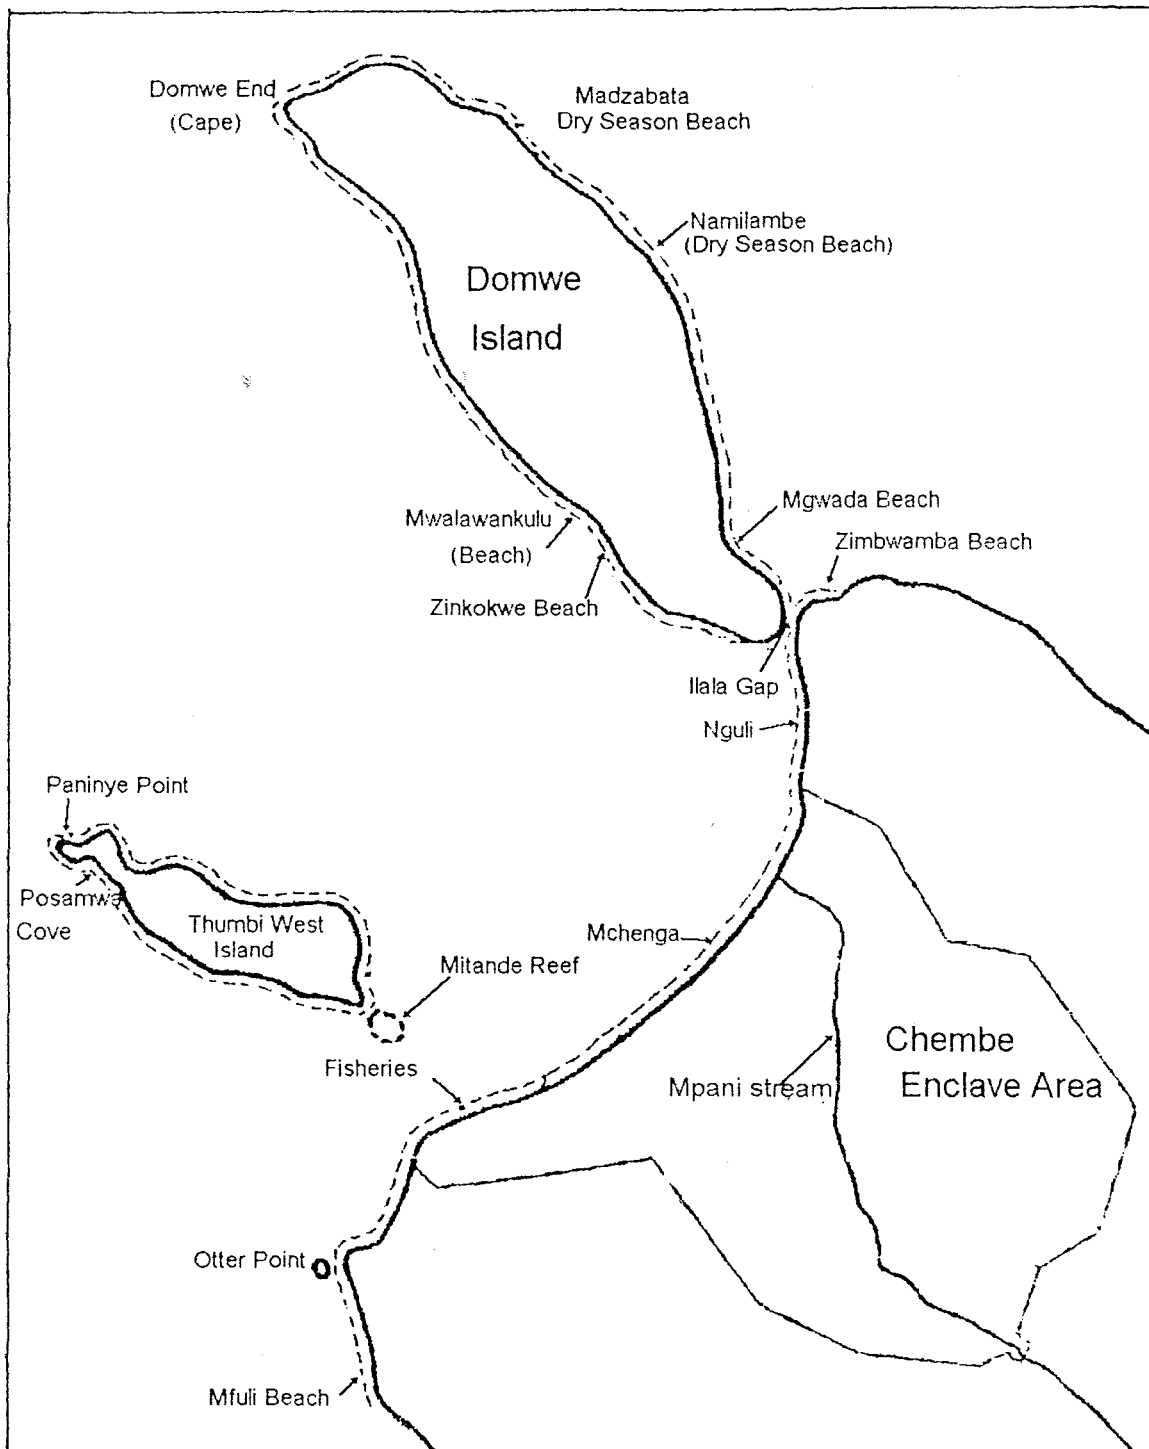 Domwe End
(Cape)
Madzabata
Dry Season Beach
Namilambe
(Dry Season Beach)
Domwe
Island
Mgwada Beach
Mwalawankulu
(Beach)
Zimbwamba Beach
Zinkokwe Beach
Ilala Gap
Nguli
Paninye Point
Posamwa
Cove
Thumbi West
Island
Mchenga
Mitande Reef
Fisheries
Chembe
Enclave Area
Mpani stream
Otter Point
Mfuli Beach